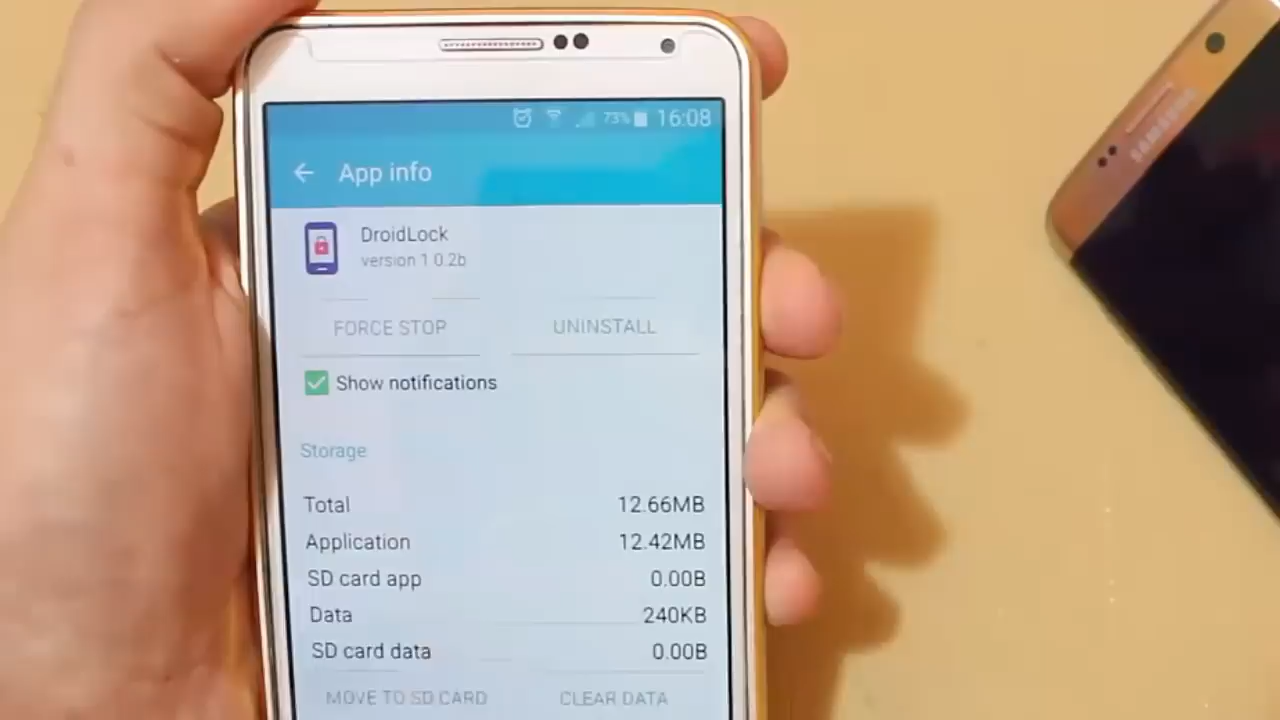 73% 16:08
App info
DroidLock
version 1 0.2b
FORCE STOP UNINSTALL
Show notifications
Storage
Total 12.66MB
Application 12.42MB
SD card app 0.00B
Data 240KB
SD card data 0.00B
MOVE TO SD CARD CLEAR DATA
SAMSUNG